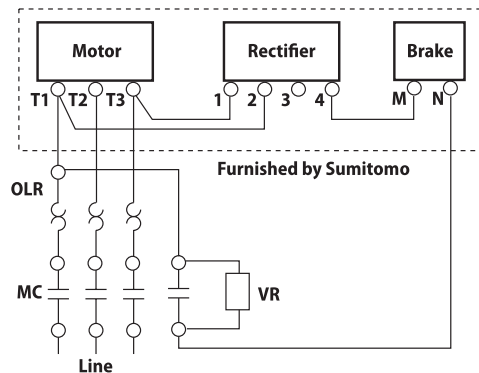 Motor Rectifier Brake
T1 T2 T3 1 2 3 4 M N
Furnished by Sumitomo
OLR
MC VR
Line